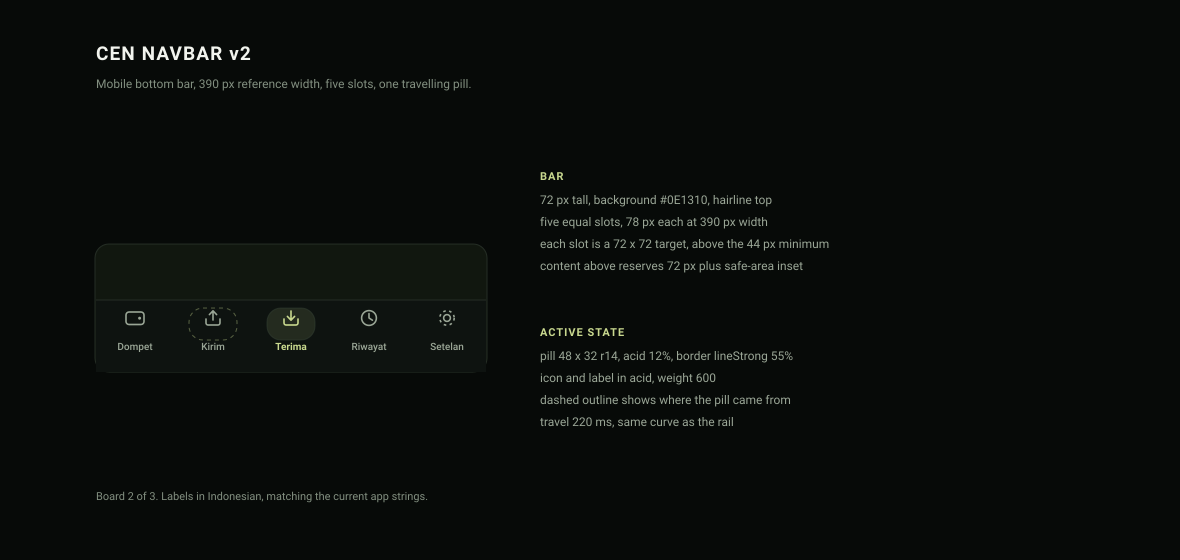 CEN NAVBAR v2
Mobile bottom bar, 390 px reference width, five slots, one travelling pill.
BAR
72 px tall, background #0E1310, hairline top
five equal slots, 78 px each at 390 px width
each slot is a 72 x 72 target, above the 44 px minimum
content above reserves 72 px plus safe-area inset
Dompet
Kirim
Terima
Riwayat
Setelan
ACTIVE STATE
pill 48 x 32 r14, acid 12%, border lineStrong 55%
icon and label in acid, weight 600
dashed outline shows where the pill came from
travel 220 ms, same curve as the rail
Board 2 of 3. Labels in Indonesian, matching the current app strings.